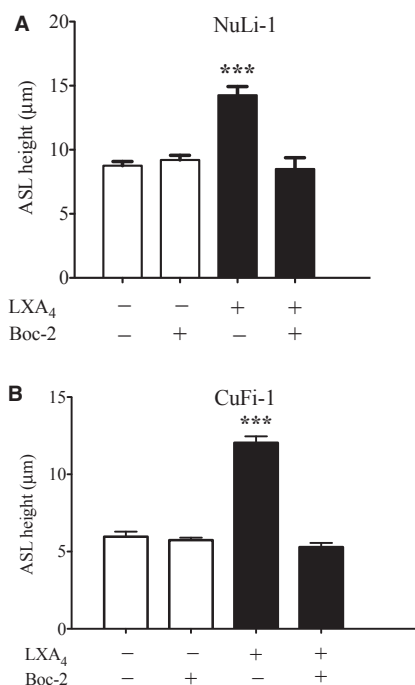 A
NuLi-1
ASL height (μm)
20
15
10
5
0
***
LXA₄ – – + +
Boc-2 – + – +
B
CuFi-1
ASL height (μm)
15
10
5
0
***
LXA₄ – – + +
Boc-2 – + – +